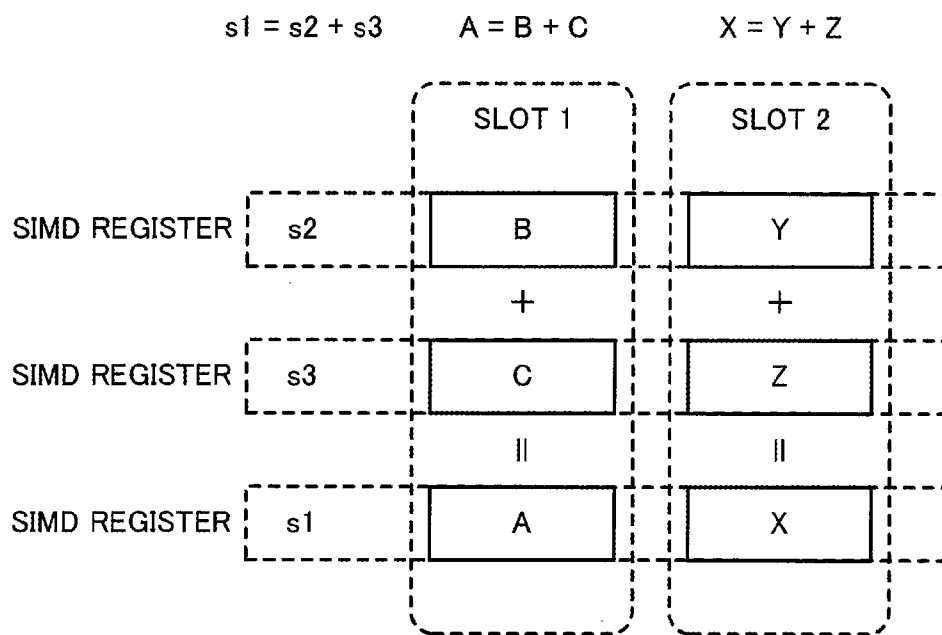 s1 = s2 + s3 A = B + C X = Y + Z
SLOT 1 SLOT 2
SIMD REGISTER s2 B Y
+ +
SIMD REGISTER s3 C Z
= =
SIMD REGISTER s1 A X